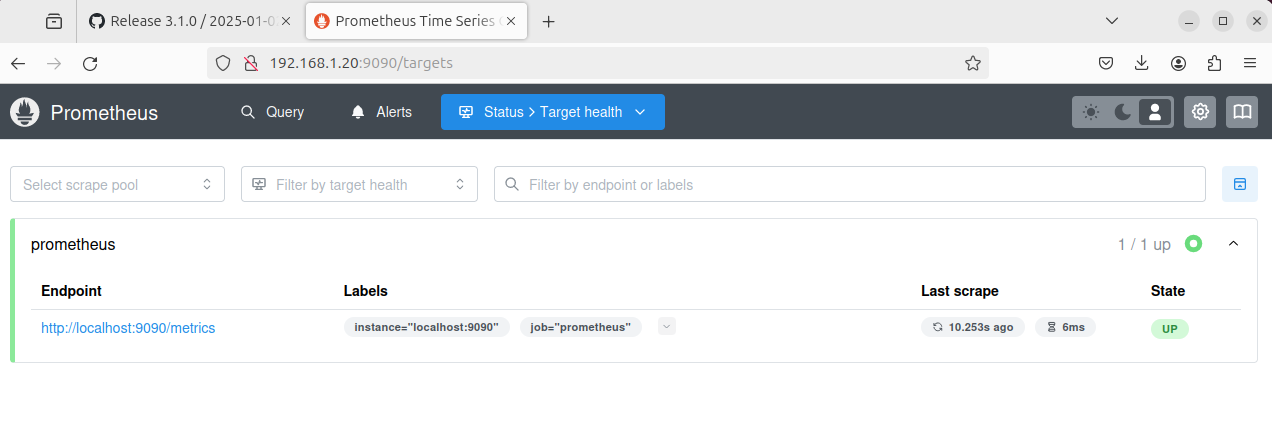 Release 3.1.0 / 2025-01-0
Prometheus Time Series C
192.168.1.20:9090/targets
Prometheus Query Alerts Status > Target health
Select scrape pool Filter by target health Filter by endpoint or labels
prometheus 1 / 1 up
Endpoint Labels Last scrape State
http://localhost:9090/metrics instance="localhost:9090" job="prometheus" 10.253s ago 6ms UP